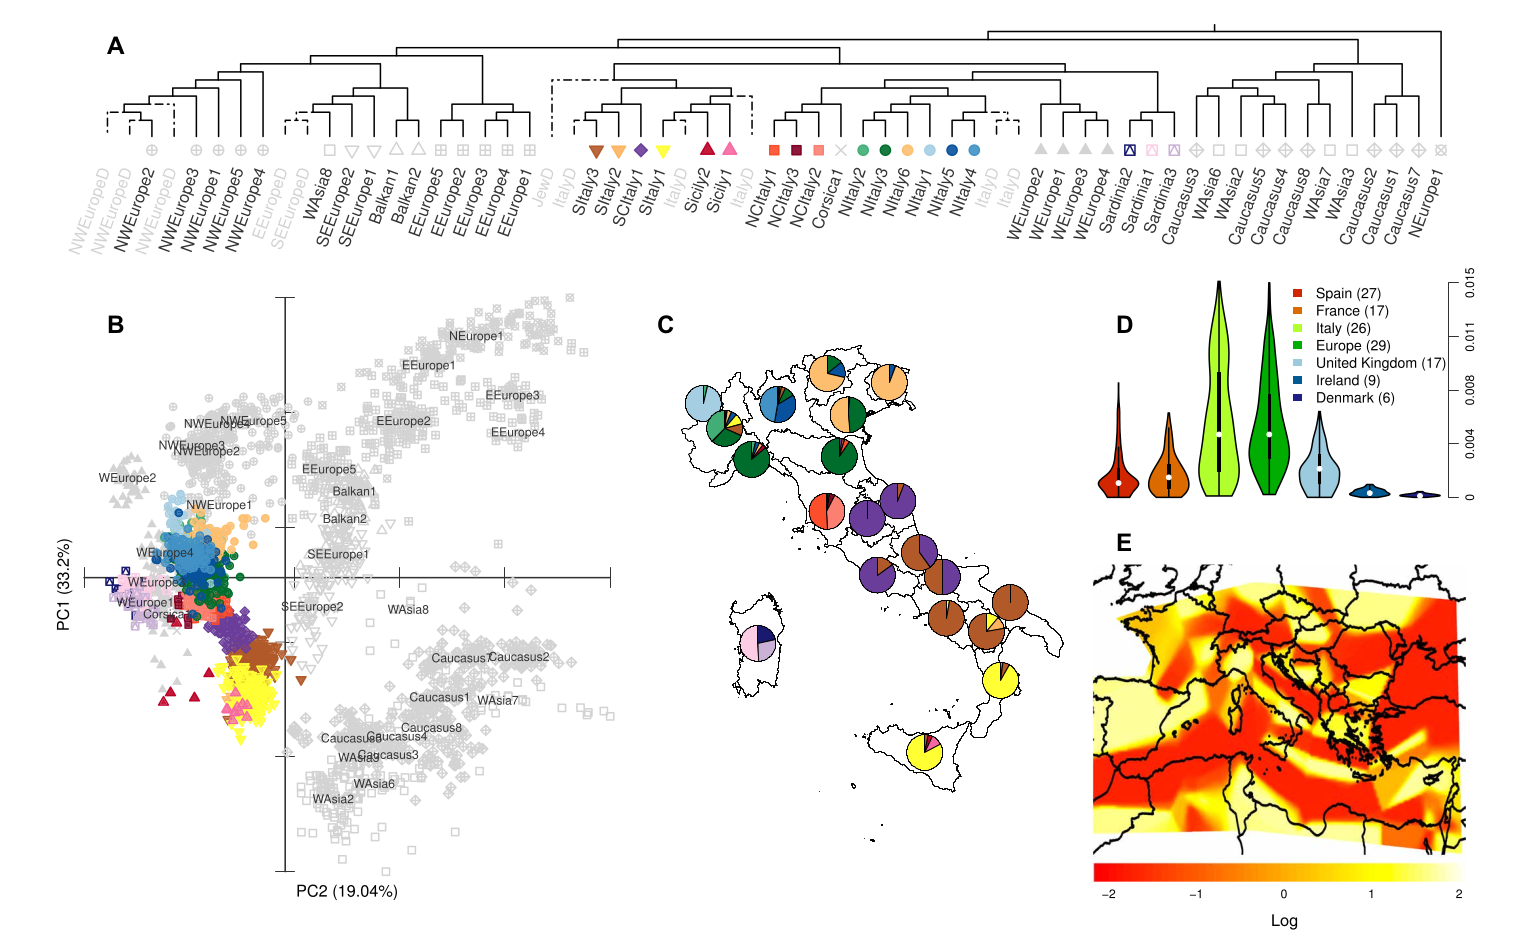 A
NWEuropeD
NWEuropeD
NWEurope2
NWEuropeD
NWEurope3
NWEurope1
NWEurope5
NWEurope4
EEuropeD
SEEuropeD
WAsia8
SEEurope2
SEEurope1
Balkan1
Balkan2
EEurope5
EEurope2
EEurope3
EEurope4
EEurope1
JewD
ItalyD
SItaly3
SItaly2
SCItaly1
SItaly1
ItalyD
Sicily2
Sicily1
ItalyD
NCItaly1
NCItaly3
NCItaly2
Corsica1
NItaly2
NItaly3
NItaly6
NItaly1
NItaly5
NItaly4
ItalyD
ItalyD
WEurope2
WEurope1
WEurope3
WEurope4
Sardinia2
Sardinia1
Sardinia3
Caucasus3
WAsia6
WAsia2
Caucasus5
Caucasus4
Caucasus8
WAsia7
WAsia3
Caucasus2
Caucasus1
Caucasus7
NEurope1
B
NEurope1
EEurope1
EEurope3
NWEurope5
NWEurope4
EEurope2
EEurope4
NWEurope3
NWEurope2
EEurope5
WEurope2
Balkan1
NWEurope1
Balkan2
WEurope4
SEEurope1
WEurope3
WEurope1
SEEurope2
WAsia8
Corsica1
Caucasus7
Caucasus2
Caucasus1
WAsia7
Caucasus8
Caucasus5
Caucasus4
Caucasus3
WAsia3
WAsia6
WAsia2
PC1 (33.2%)
PC2 (19.04%)
C
D
Spain (27)
France (17)
Italy (26)
Europe (29)
United Kingdom (17)
Ireland (9)
Denmark (6)
0.015
0.011
0.008
0.004
0
E
−2
−1
0
1
2
Log